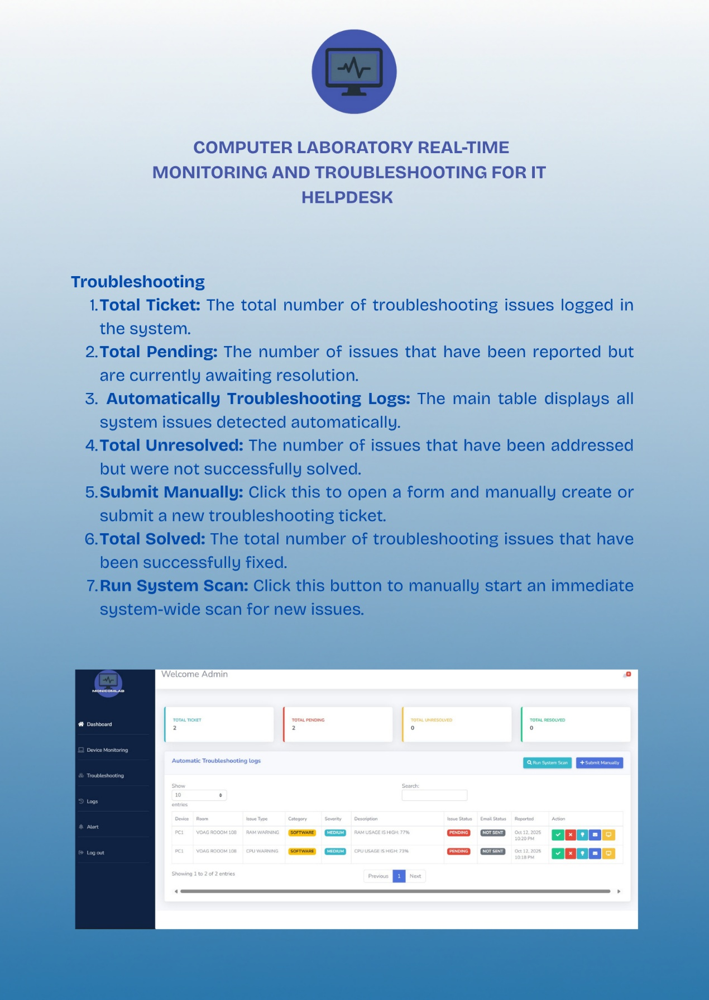 COMPUTER LABORATORY REAL-TIME
MONITORING AND TROUBLESHOOTING FOR IT
HELPDESK
Troubleshooting
1. Total Ticket: The total number of troubleshooting issues logged in
the system.
2. Total Pending: The number of issues that have been reported but
are currently awaiting resolution.
3. Automatically Troubleshooting Logs: The main table displays all
system issues detected automatically.
4. Total Unresolved: The number of issues that have been addressed
but were not successfully solved.
5. Submit Manually: Click this to open a form and manually create or
submit a new troubleshooting ticket.
6. Total Solved: The total number of troubleshooting issues that have
been successfully fixed.
7. Run System Scan: Click this button to manually start an immediate
system-wide scan for new issues.
MONICOMLAB
Dashboard
Device Monitoring
Troubleshooting
Logs
Alert
Log out
Welcome Admin
TOTAL TICKET
2
TOTAL PENDING
2
TOTAL UNRESOLVED
0
TOTAL RESOLVED
0
Automatic Troubleshooting logs
Run System Scan
+ Submit Manually
Show
10
entries
Search:
Device Room Issue Type Category Severity Description Issue Status Email Status Reported Action
PC1 VOAG ROOOM 108 RAM WARNING SOFTWARE MEDIUM RAM USAGE IS HIGH: 77% PENDING NOT SENT Oct 12, 2025
10:20 PM
PC1 VOAG ROOOM 108 CPU WARNING SOFTWARE MEDIUM CPU USAGE IS HIGH: 73% PENDING NOT SENT Oct 12, 2025
10:18 PM
Showing 1 to 2 of 2 entries
Previous 1 Next